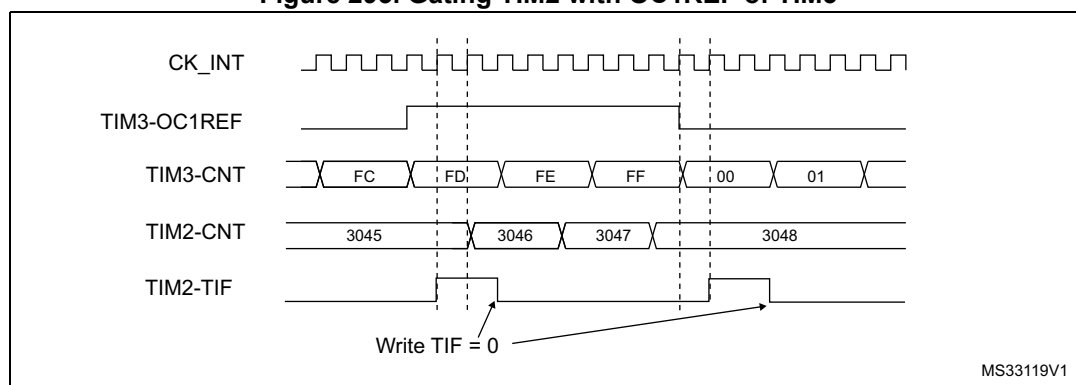 Figure Gating TIM2 with OC1REF of TIM3
CK_INT
TIM3-OC1REF
TIM3-CNT FC FD FE FF 00 01
TIM2-CNT 3045 3046 3047 3048
TIM2-TIF
Write TIF = 0
MS33119V1